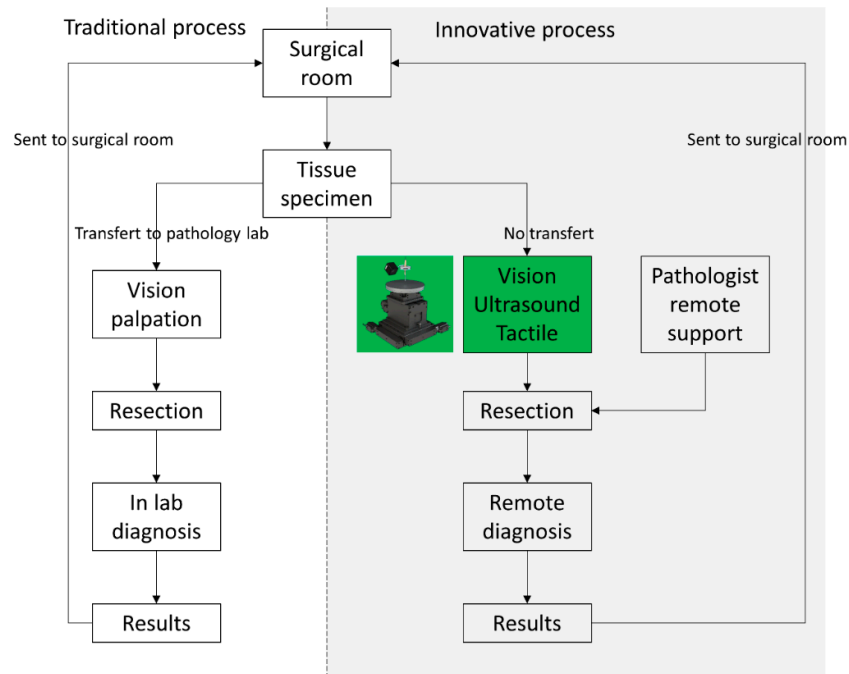 Traditional process
Innovative process
Surgical
room
Sent to surgical room
Sent to surgical room
Tissue
specimen
Transfert to pathology lab
No transfert
Vision
palpation
Vision
Ultrasound
Tactile
Pathologist
remote
support
Resection
Resection
In lab
diagnosis
Remote
diagnosis
Results
Results